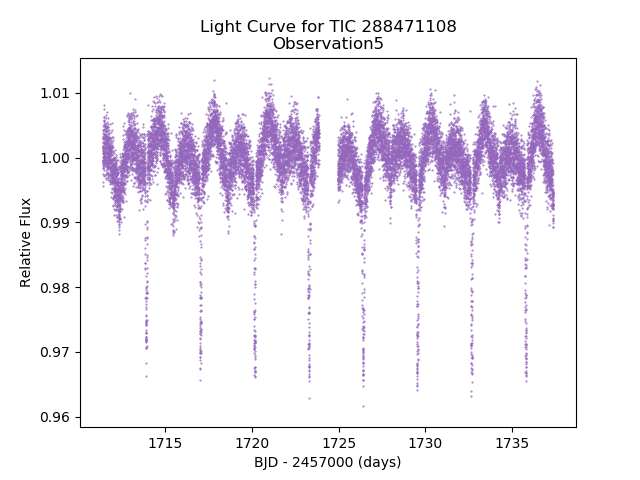 Light Curve for TIC 288471108
Observation5
1.01
1.00
0.99
0.98
0.97
0.96
Relative Flux
1715
1720
1725
1730
1735
BJD - 2457000 (days)